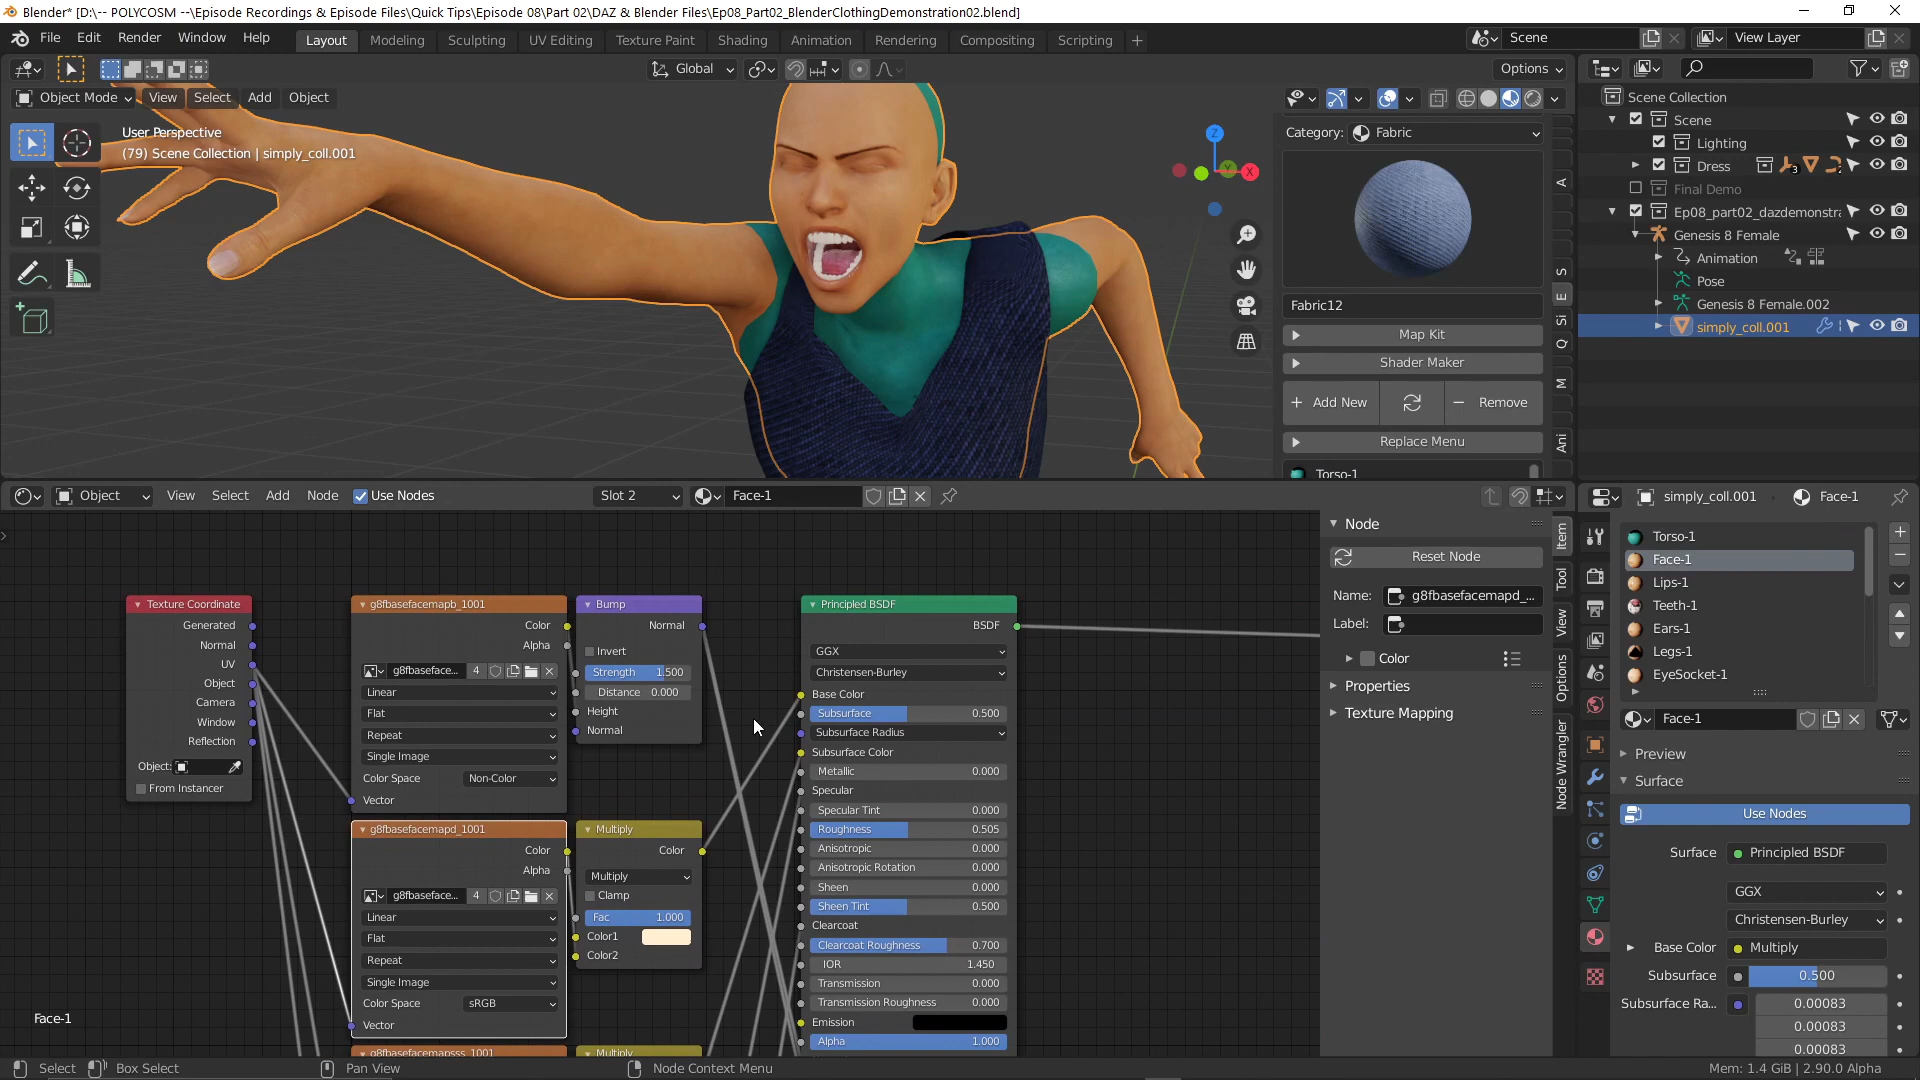 Blender* [D:\-- POLYCOSM --\Episode Recordings & Episode Files\Quick Tips\Episode 08\Part 02\DAZ & Blender Files\Ep08_Part02_BlenderClothingDemonstration02.blend]
File Edit Render Window Help Layout Modeling Sculpting UV Editing Texture Paint Shading Animation Rendering Compositing Scripting + Scene View Layer
Global Options
Object Mode View Select Add Object
User Perspective
(79) Scene Collection | simply_coll.001
Z
Y
X
Category: Fabric
Fabric12
Map Kit
Shader Maker
+ Add New
− Remove
Replace Menu
Torso-1
A
S
E
Si
Q
M
Ani
Scene Collection
Scene
Lighting
Dress 3
Final Demo
Ep08_part02_dazdemonstra
Genesis 8 Female
Animation
Pose
Genesis 8 Female.002
simply_coll.001
Object View Select Add Node Use Nodes Slot 2 Face-1
Texture Coordinate
Generated
Normal
UV
Object
Camera
Window
Reflection
Object:
From Instancer
g8fbasefacemapb_1001
Color
Alpha
g8fbaseface... 4
Linear
Flat
Repeat
Single Image
Color Space Non-Color
Vector
Bump
Normal
Invert
Strength 1.500
Distance 0.000
Height
Normal
g8fbasefacemapd_1001
Color
Alpha
g8fbaseface... 4
Linear
Flat
Repeat
Single Image
Color Space sRGB
Vector
g8fbasefacemapsss_1001
Multiply
Color
Multiply
Clamp
Fac 1.000
Color1
Color2
Multiply
Principled BSDF
BSDF
GGX
Christensen-Burley
Base Color
Subsurface 0.500
Subsurface Radius
Subsurface Color
Metallic 0.000
Specular
Specular Tint 0.000
Roughness 0.505
Anisotropic 0.000
Anisotropic Rotation 0.000
Sheen 0.000
Sheen Tint 0.500
Clearcoat
Clearcoat Roughness 0.700
IOR 1.450
Transmission 0.000
Transmission Roughness 0.000
Emission
Alpha 1.000
Face-1
Node
Reset Node
Name: g8fbasefacemapd_...
Label:
Color
Properties
Texture Mapping
Item
Tool
View
Options
Node Wrangler
simply_coll.001 Face-1
Torso-1
Face-1
Lips-1
Teeth-1
Ears-1
Legs-1
EyeSocket-1
Face-1
Preview
Surface
Use Nodes
Surface Principled BSDF
GGX
Christensen-Burley
Base Color Multiply
Subsurface 0.500
Subsurface Ra... 0.00083
0.00083
0.00083
Select Box Select Pan View Node Context Menu Mem: 1.4 GiB | 2.90.0 Alpha